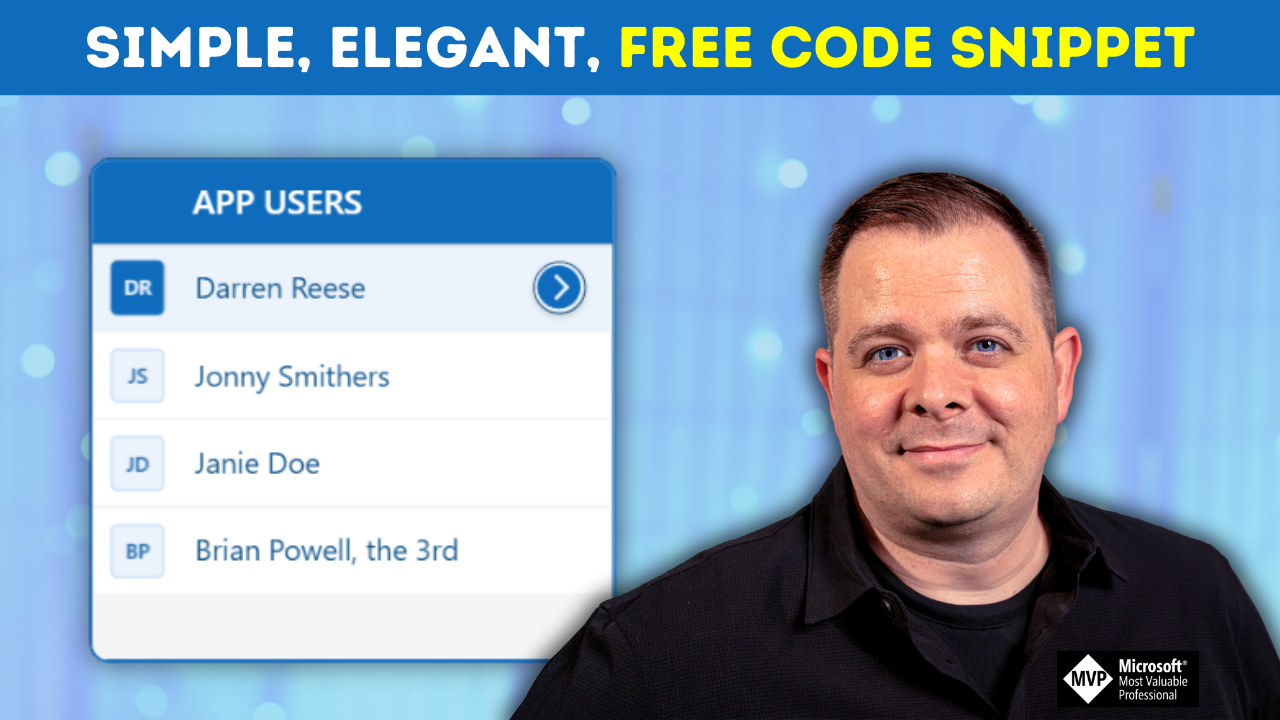 SIMPLE, ELEGANT, FREE CODE SNIPPET
APP USERS
DR Darren Reese
JS Jonny Smithers
JD Janie Doe
BP Brian Powell, the 3rd
MVP
Microsoft®
Most Valuable
Professional